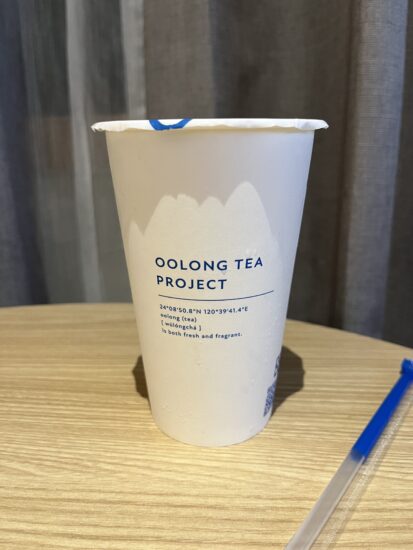 OOLONG TEA
PROJECT
24°08'50.8"N 120°39'41.4"E
oolong (tea)
[ wūlóngchá ]
is both fresh and fragrant.